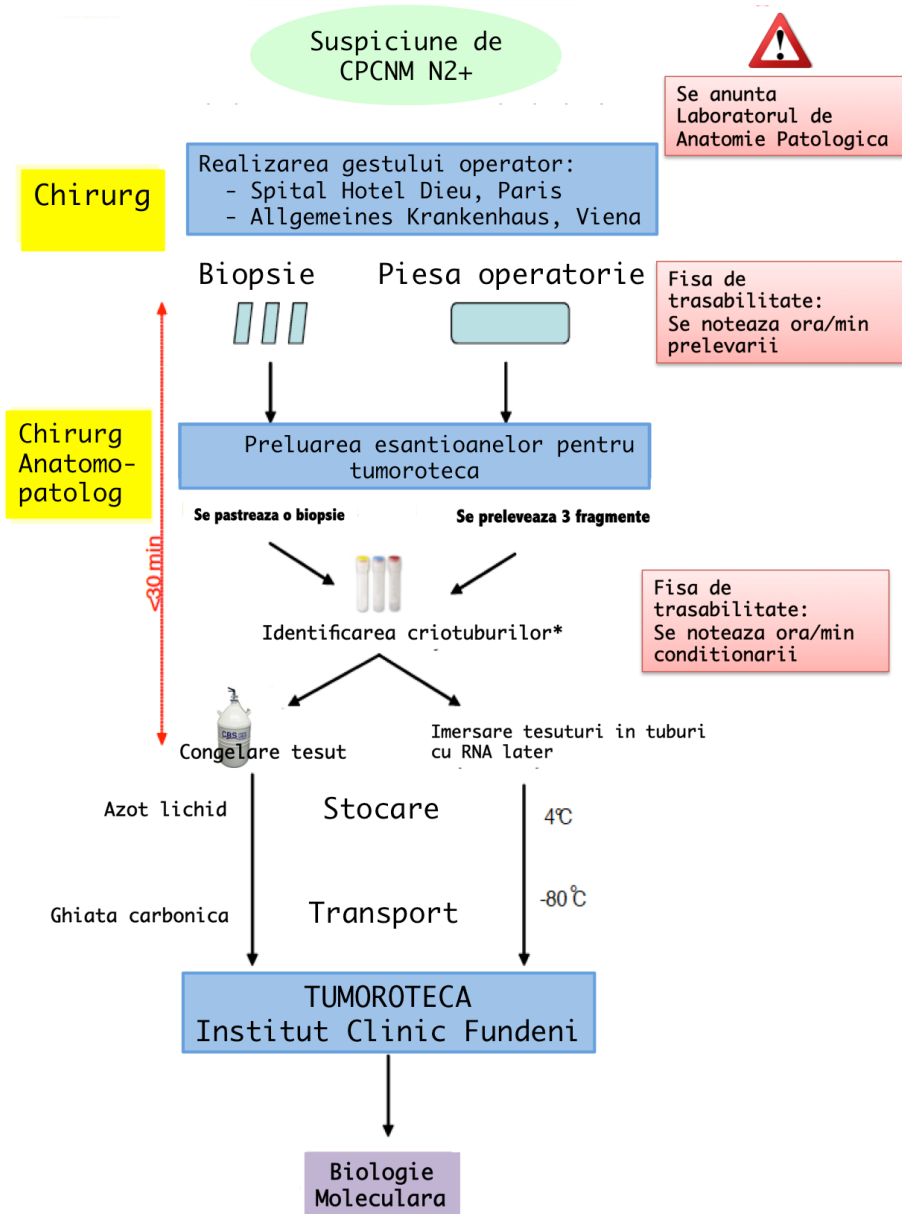 Suspiciune de
CPCNM N2+
Se anunta
Laboratorul de
Anatomie Patologica
Chirurg
Realizarea gestului operator:
- Spital Hotel Dieu, Paris
- Allgemeines Krankenhaus, Viena
Biopsie
Piesa operatorie
Fisa de
trasabilitate:
Se noteaza ora/min
prelevarii
Chirurg
Anatomo-
patolog
<30 min
Preluarea esantioanelor pentru
tumoroteca
Se pastreaza o biopsie
Se preleveaza 3 fragmente
Identificarea criotuburilor*
Fisa de
trasabilitate:
Se noteaza ora/min
conditionarii
CBS
Congelare tesut
Imersare tesuturi in tuburi
cu RNA later
Azot lichid
Stocare
4°C
Ghiata carbonica
Transport
-80°C
TUMOROTECA
Institut Clinic Fundeni
Biologie
Moleculara